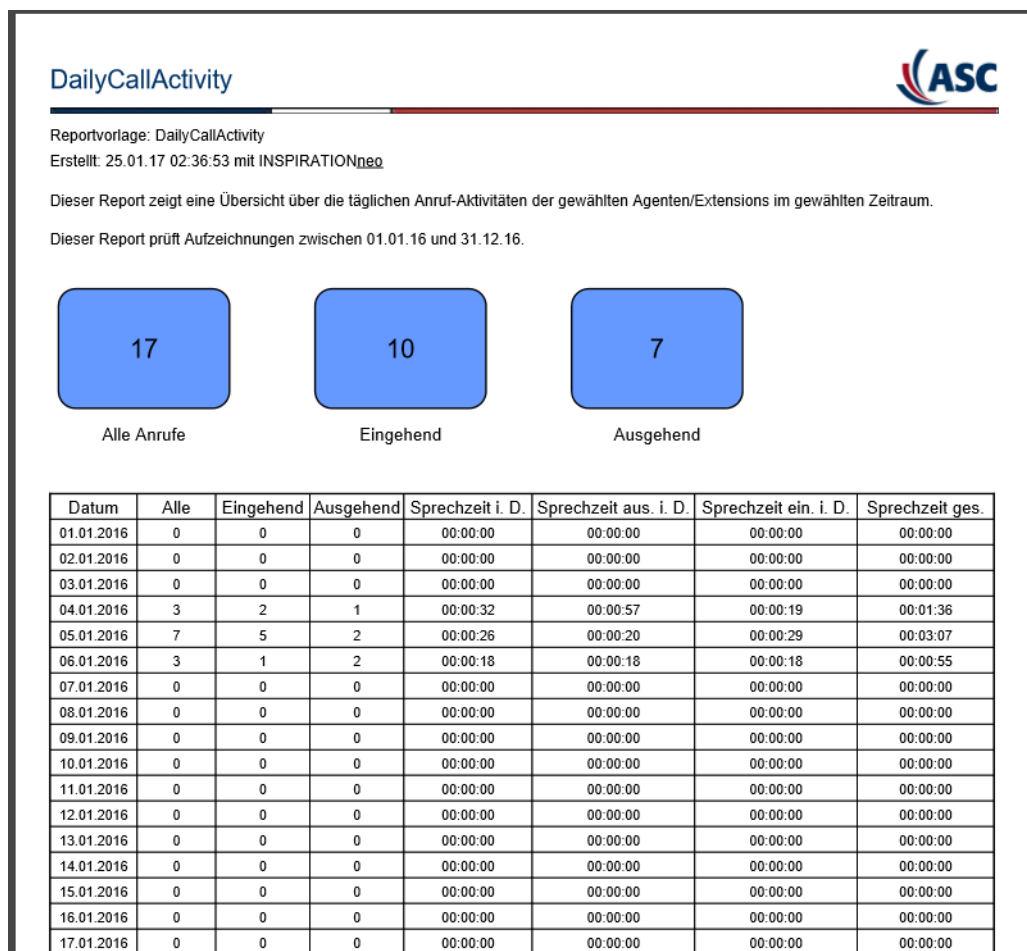 DailyCallActivity
ASC
Reportvorlage: DailyCallActivity
Erstellt: 25.01.17 02:36:53 mit INSPIRATIONneo
Dieser Report zeigt eine Übersicht über die täglichen Anruf-Aktivitäten der gewählten Agenten/Extensions im gewählten Zeitraum.
Dieser Report prüft Aufzeichnungen zwischen 01.01.16 und 31.12.16.
17 10 7
Alle Anrufe Eingehend Ausgehend
Datum Alle Eingehend Ausgehend Sprechzeit i. D. Sprechzeit aus. i. D. Sprechzeit ein. i. D. Sprechzeit ges.
01.01.2016 0 0 0 00:00:00 00:00:00 00:00:00 00:00:00
02.01.2016 0 0 0 00:00:00 00:00:00 00:00:00 00:00:00
03.01.2016 0 0 0 00:00:00 00:00:00 00:00:00 00:00:00
04.01.2016 3 2 1 00:00:32 00:00:57 00:00:19 00:01:36
05.01.2016 7 5 2 00:00:26 00:00:20 00:00:29 00:03:07
06.01.2016 3 1 2 00:00:18 00:00:18 00:00:18 00:00:55
07.01.2016 0 0 0 00:00:00 00:00:00 00:00:00 00:00:00
08.01.2016 0 0 0 00:00:00 00:00:00 00:00:00 00:00:00
09.01.2016 0 0 0 00:00:00 00:00:00 00:00:00 00:00:00
10.01.2016 0 0 0 00:00:00 00:00:00 00:00:00 00:00:00
11.01.2016 0 0 0 00:00:00 00:00:00 00:00:00 00:00:00
12.01.2016 0 0 0 00:00:00 00:00:00 00:00:00 00:00:00
13.01.2016 0 0 0 00:00:00 00:00:00 00:00:00 00:00:00
14.01.2016 0 0 0 00:00:00 00:00:00 00:00:00 00:00:00
15.01.2016 0 0 0 00:00:00 00:00:00 00:00:00 00:00:00
16.01.2016 0 0 0 00:00:00 00:00:00 00:00:00 00:00:00
17.01.2016 0 0 0 00:00:00 00:00:00 00:00:00 00:00:00